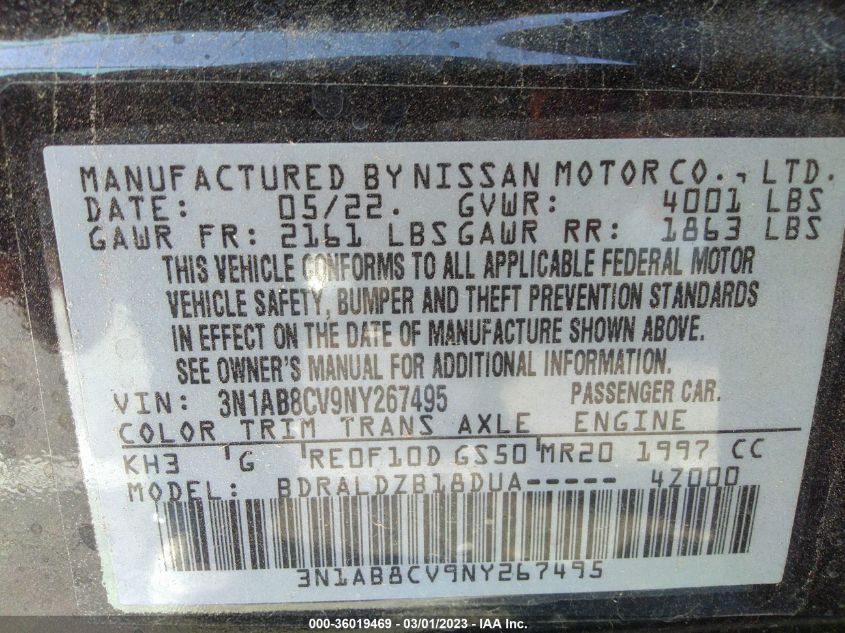 MANUFACTURED BY NISSAN MOTOR CO., LTD.
DATE: 05/22. GVWR: 4001 LBS
GAWR FR: 2161 LBS GAWR RR: 1863 LBS
THIS VEHICLE CONFORMS TO ALL APPLICABLE FEDERAL MOTOR
VEHICLE SAFETY, BUMPER AND THEFT PREVENTION STANDARDS
IN EFFECT ON THE DATE OF MANUFACTURE SHOWN ABOVE.
SEE OWNER'S MANUAL FOR ADDITIONAL INFORMATION.
VIN: 3N1AB8CV9NY267495 PASSENGER CAR.
COLOR TRIM TRANS AXLE ENGINE
KH3 'G 'RE0F10D GS50'MR20 1997 CC
MODEL: BDRALDZB18DUA----- 4Z000
3N1AB8CV9NY267495
000-36019469 - 03/01/2023 - IAA Inc.